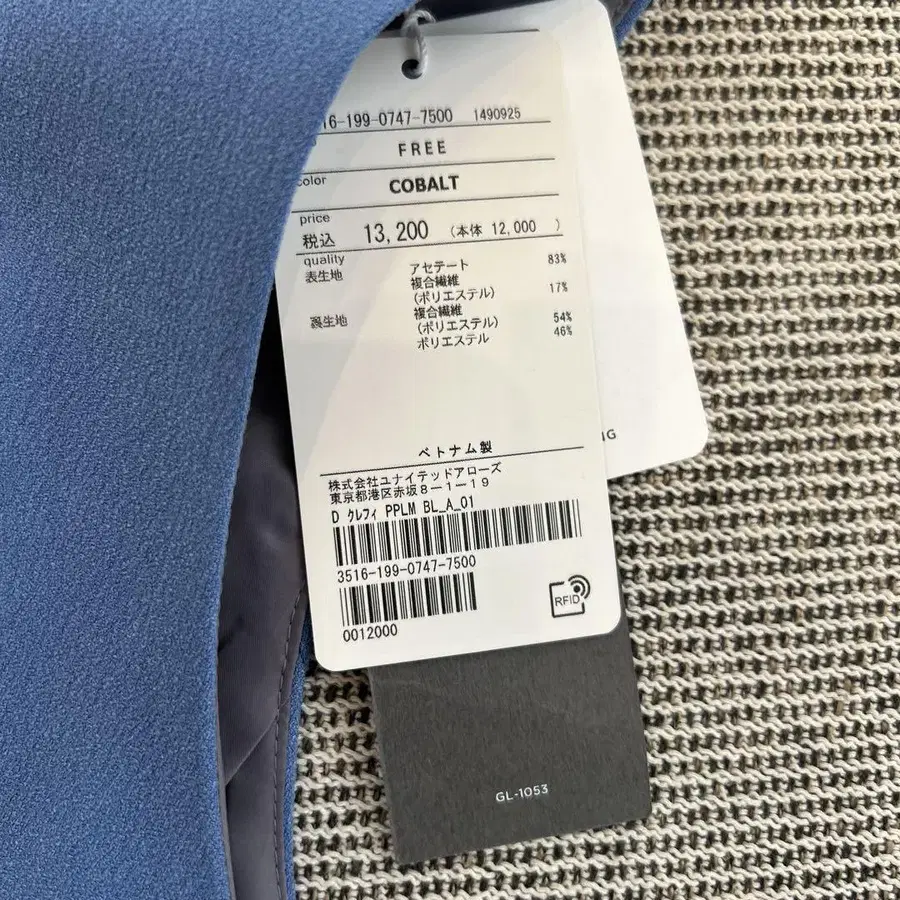 16-199-0747-7500 1490925
FREE
color COBALT
price
税込 13,200 (本体 12,000 )
quality
表生地 アセテート 83%
複合繊維
(ポリエステル) 17%
裏生地 複合繊維
(ポリエステル) 54%
ポリエステル 46%
ベトナム製
株式会社ユナイテッドアローズ
東京都港区赤坂8-1-19
D クレフィ PPLM BL_A_01
3516-199-0747-7500
0012000
RFID
NG
GL-1053